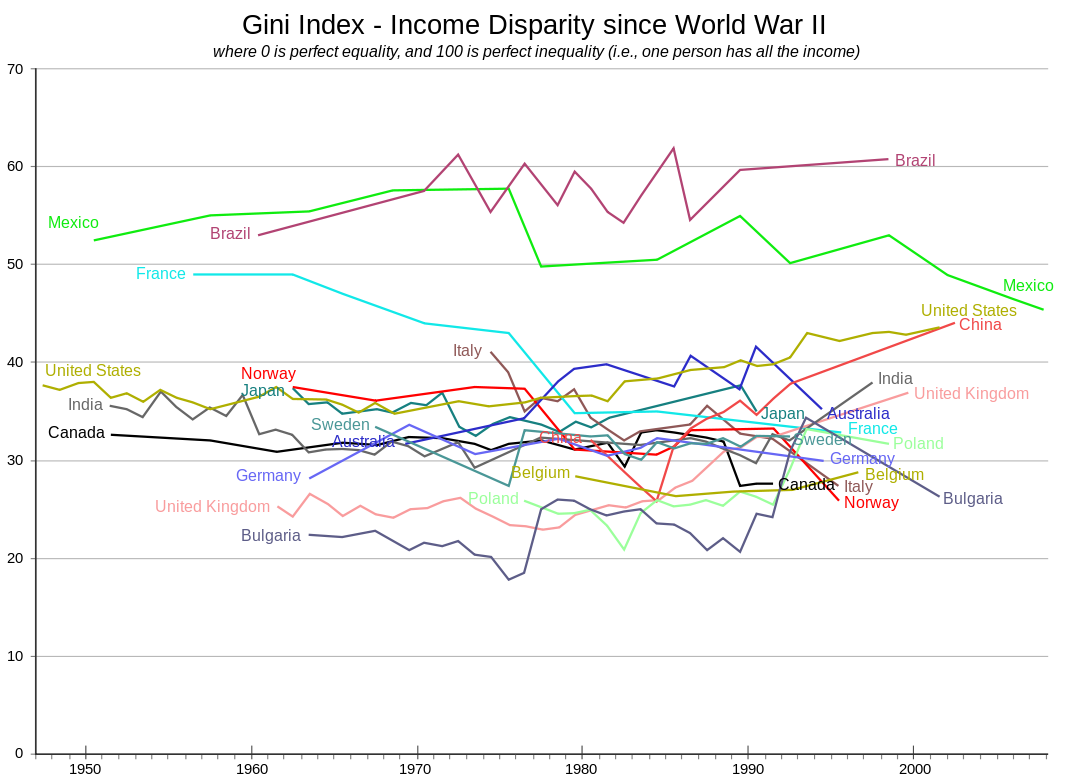 Gini Index - Income Disparity since World War II
where 0 is perfect equality, and 100 is perfect inequality (i.e., one person has all the income)
70
60
Brazil
Mexico
Brazil
50
France
Mexico
United States
China
Italy
40
United States
Norway
Japan
India
India
United Kingdom
Japan
Australia
Sweden
France
Canada
Australia
China
Sweden
Poland
30
Germany
Germany
Belgium
Belgium
Canada
Italy
Poland
Bulgaria
Norway
United Kingdom
Bulgaria
20
10
0
1950 1960 1970 1980 1990 2000